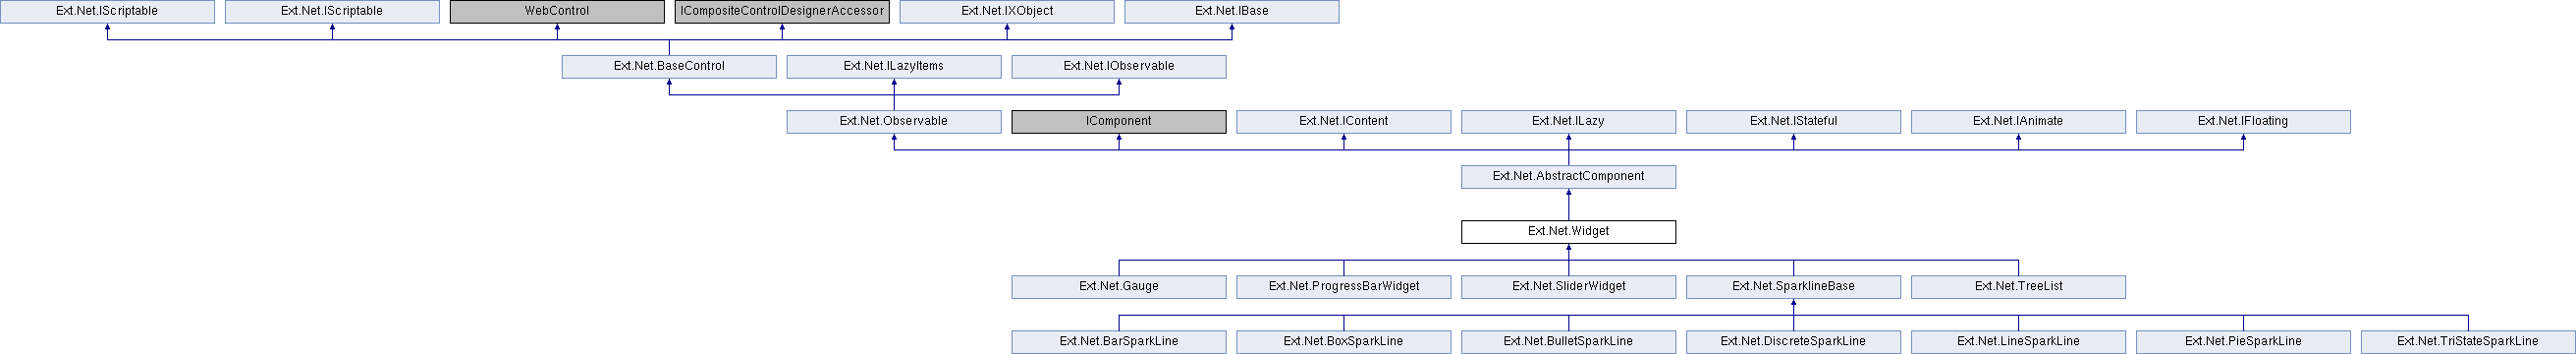 Ext.Net.IScriptable
Ext.Net.IScriptable
WebControl
ICompositeControlDesignerAccessor
Ext.Net.IXObject
Ext.Net.IBase
Ext.Net.BaseControl
Ext.Net.ILazyItems
Ext.Net.IObservable
Ext.Net.Observable
IComponent
Ext.Net.IContent
Ext.Net.ILazy
Ext.Net.IStateful
Ext.Net.IAnimate
Ext.Net.IFloating
Ext.Net.AbstractComponent
Ext.Net.Widget
Ext.Net.Gauge
Ext.Net.ProgressBarWidget
Ext.Net.SliderWidget
Ext.Net.SparklineBase
Ext.Net.TreeList
Ext.Net.BarSparkLine
Ext.Net.BoxSparkLine
Ext.Net.BulletSparkLine
Ext.Net.DiscreteSparkLine
Ext.Net.LineSparkLine
Ext.Net.PieSparkLine
Ext.Net.TriStateSparkLine